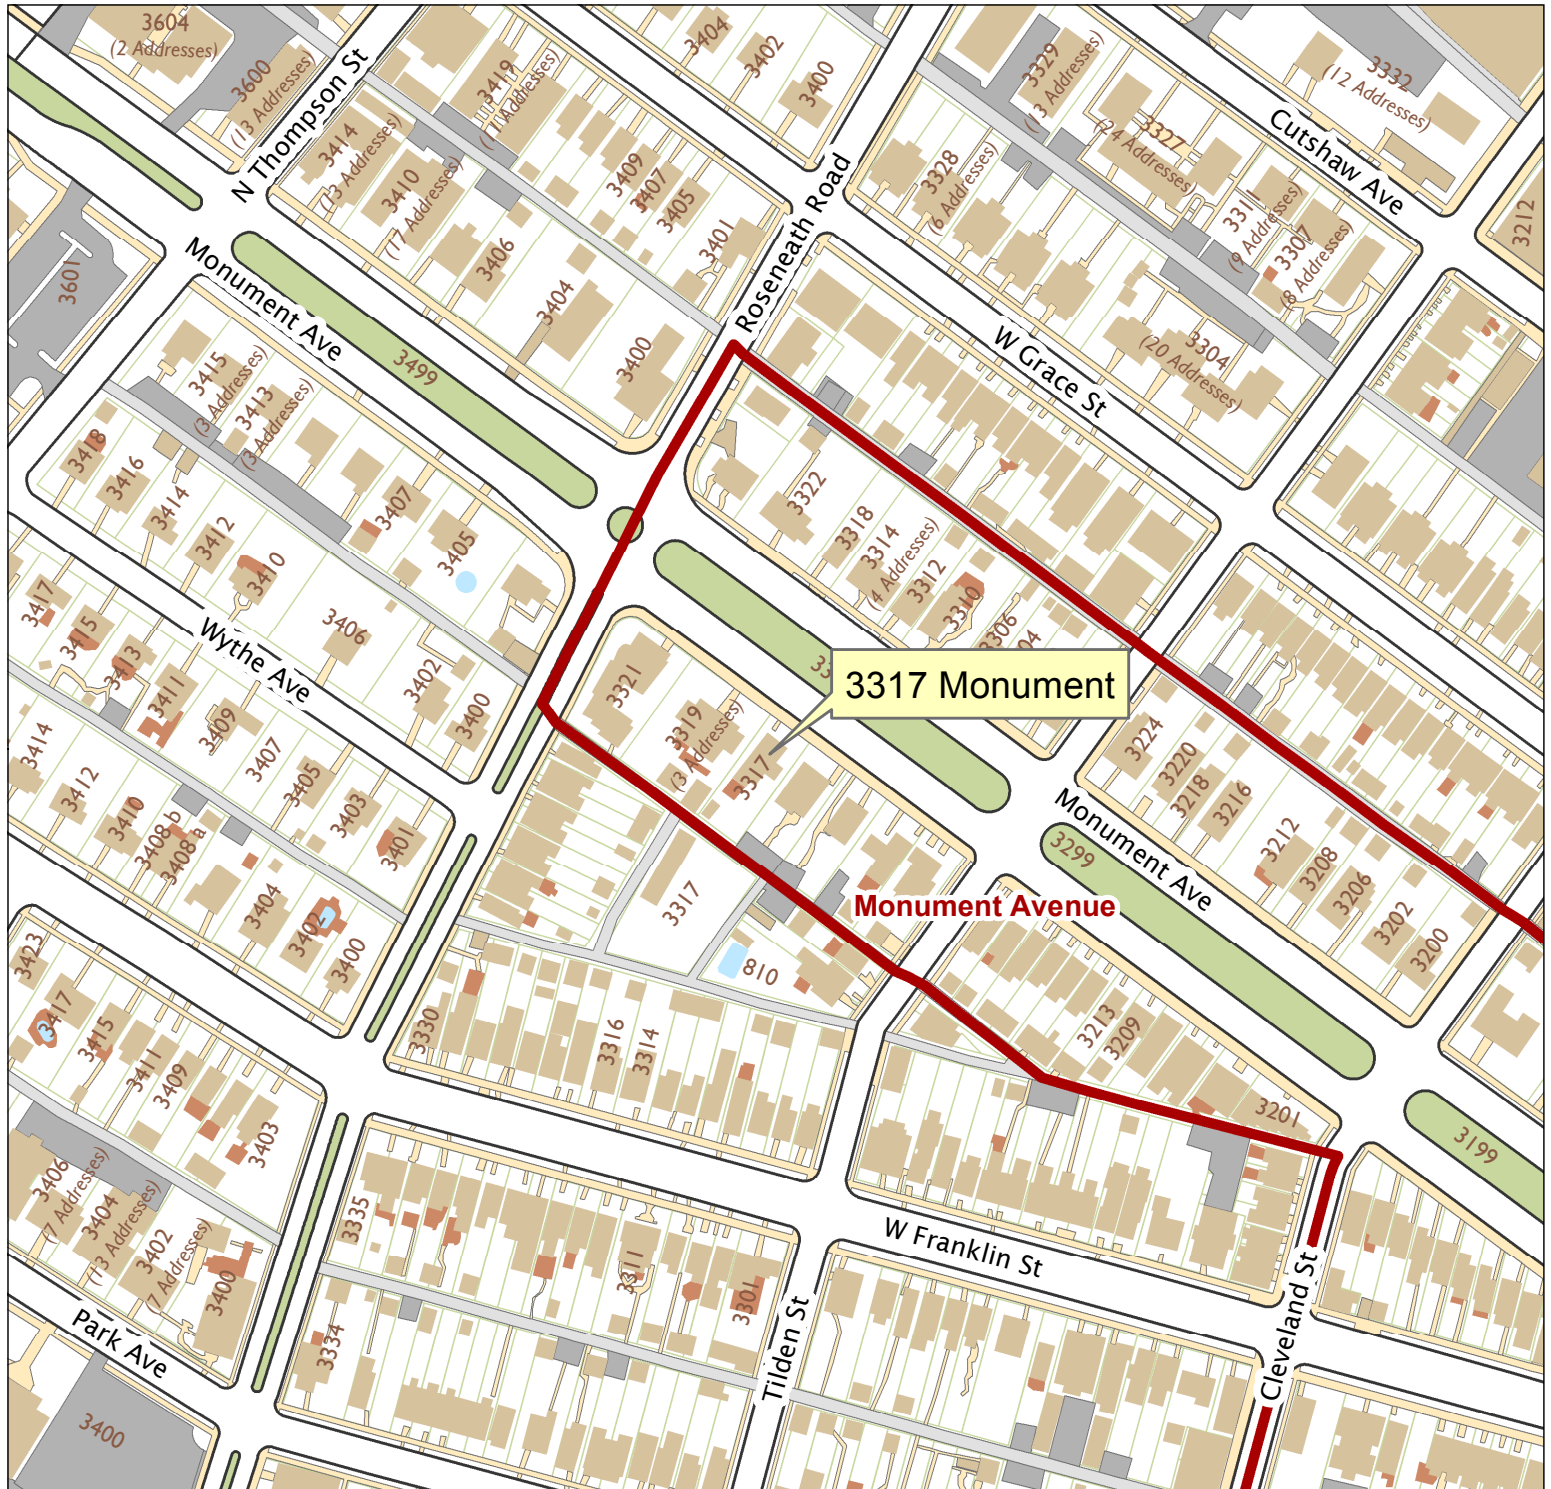 3604
(2 Addresses)
3600
(13 Addresses)
N Thompson St
3414
(13 Addresses)
3410
(17 Addresses)
3419
(17 Addresses)
3409
3407
3405
3401
3406
3404
3400
3404
3402
3400
Roseneath Road
3329
(13 Addresses)
3332
(12 Addresses)
3327
(24 Addresses)
3328
(6 Addresses)
3311
(9 Addresses)
3307
(8 Addresses)
3304
(20 Addresses)
Cutshaw Ave
3212
W Grace St
3601
Monument Ave
3499
3415
(3 Addresses)
3413
(3 Addresses)
3407
3405
3418
3416
3414
3412
3410
3406
3402
3400
Wythe Ave
3417
3415
3413
3411
3409
3407
3405
3403
3401
3414
3412
3410
3408 b
3408 a
3404
3402
3400
3322
3318
3314
(4 Addresses)
3312
3310
3306
3317 Monument
3321
3319
(3 Addresses)
3317
3317
810
3224
3220
3218
3216
3212
3208
3206
3202
3200
Monument Ave
3299
Monument Avenue
3213
3209
3201
3199
3423
3417
3415
3411
3409
3403
3330
3316
3314
3406
(7 Addresses)
3404
(13 Addresses)
3402
(7 Addresses)
3400
3335
3311
3301
3334
W Franklin St
Tilden St
Cleveland St
Park Ave
3400